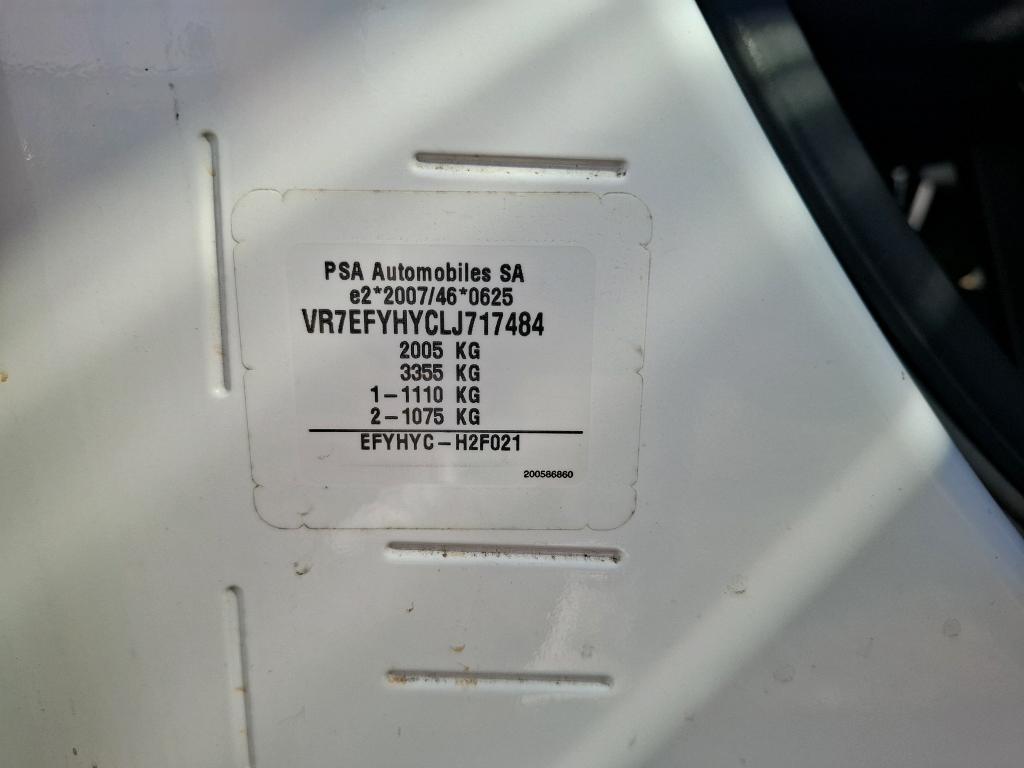 PSA Automobiles SA
e2*2007/46*0625
VR7EFYHYCLJ717484
2005 KG
3355 KG
1-1110 KG
2-1075 KG
EFYHYC-H2F021
200586860